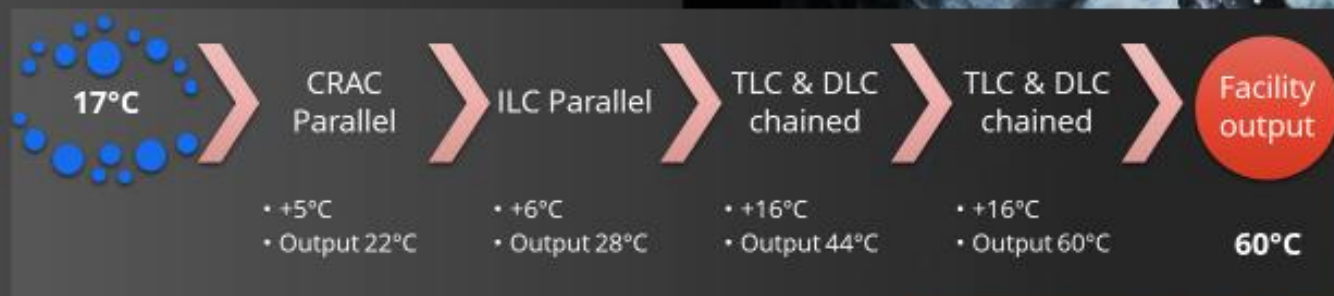 17°C
CRAC
Parallel
• +5°C
• Output 22°C
ILC Parallel
• +6°C
• Output 28°C
TLC & DLC
chained
• +16°C
• Output 44°C
TLC & DLC
chained
• +16°C
• Output 60°C
Facility
output
60°C